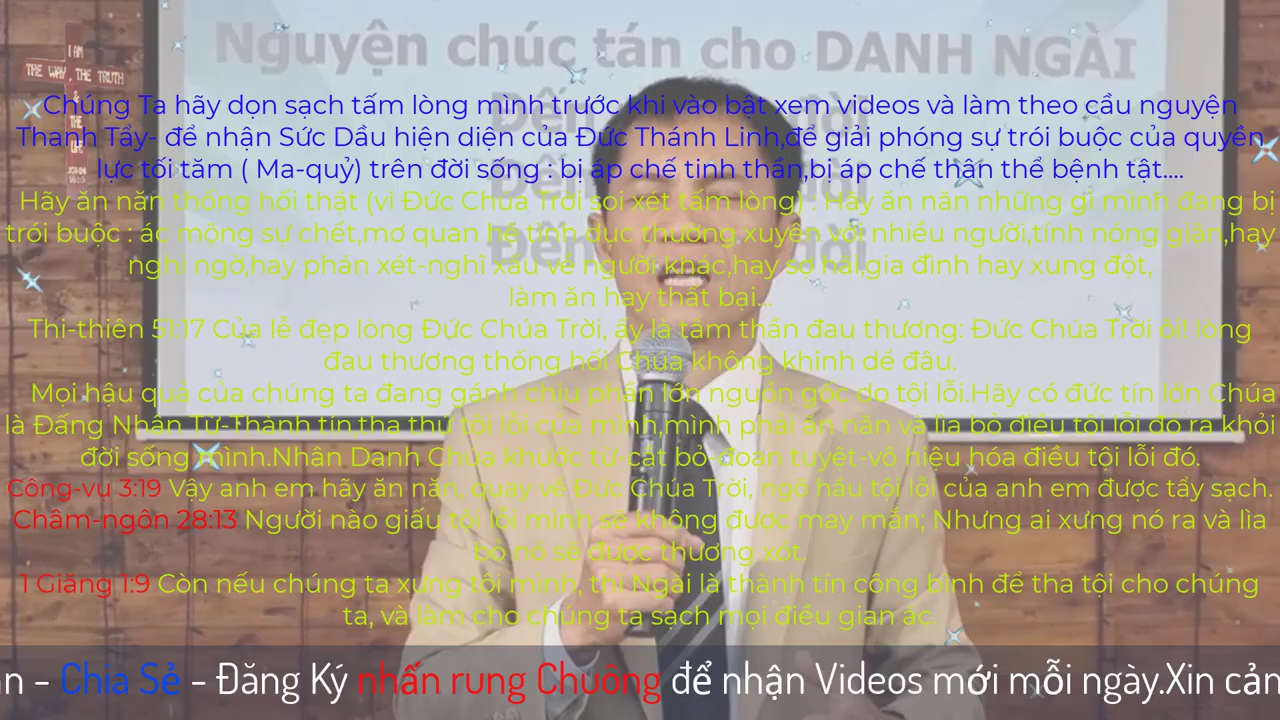 Nguyện chúc tán cho DANH NGÀI
I AM
THE WAY, THE TRUTH
&
THE
LIFE
Chúng Ta hãy dọn sạch tấm lòng mình trước khi vào bật xem videos và làm theo cầu nguyện
Thanh Tẩy- để nhận Sức Dầu hiện diện của Đức Thánh Linh,để giải phóng sự trói buộc của quyền
lực tối tăm ( Ma-quỷ) trên đời sống : bị áp chế tinh thần,bị áp chế thân thể bệnh tật....
Hãy ăn năn thống hối thật (vì Đức Chúa Trời soi xét tấm lòng) : Hãy ăn năn những gì mình đang bị
trói buộc : ác mộng sự chết,mơ quan hệ tình dục thường xuyên với nhiều người,tính nóng giận,hay
nghi ngờ,hay phán xét-nghĩ xấu về người khác,hay sợ hãi,gia đình hay xung đột,
làm ăn hay thất bại...
Thi-thiên 51:17 Của lễ đẹp lòng Đức Chúa Trời, ấy là tâm thần đau thương: Đức Chúa Trời ôi! lòng
đau thương thống hối Chúa không khinh dể đâu.
Mọi hậu quả của chúng ta đang gánh chịu phần lớn nguồn gốc do tội lỗi.Hãy có đức tín lớn Chúa
là Đấng Nhân Từ-Thành tín,tha thứ tội lỗi của mình,mình phải ăn năn và lìa bỏ điều tội lỗi đó ra khỏi
đời sống mình.Nhân Danh Chúa khước từ-cắt bỏ-đoạn tuyệt-vô hiệu hóa điều tội lỗi đó.
Công-vụ 3:19 Vậy anh em hãy ăn năn, quay về Đức Chúa Trời, ngõ hầu tội lỗi của anh em được tẩy sạch.
Châm-ngôn 28:13 Người nào giấu tội lỗi mình sẽ không được may mắn; Nhưng ai xưng nó ra và lìa
bỏ nó sẽ được thương xót.
1 Giăng 1:9 Còn nếu chúng ta xưng tội mình, thì Ngài là thành tín công bình để tha tội cho chúng
ta, và làm cho chúng ta sạch mọi điều gian ác.
– Chia Sẻ – Đăng Ký nhấn rung Chuông để nhận Videos mới mỗi ngày.Xin cản